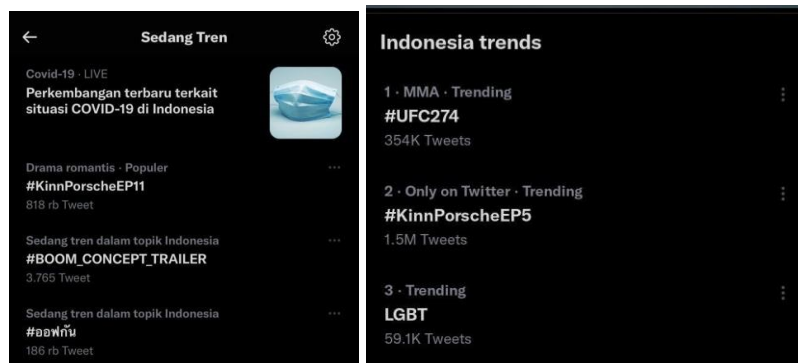 Sedang Tren
Covid-19 · LIVE
Perkembangan terbaru terkait
situasi COVID-19 di Indonesia
Drama romantis · Populer
#KinnPorscheEP11
818 rb Tweet
Sedang tren dalam topik Indonesia
#BOOM_CONCEPT_TRAILER
3.765 Tweet
Sedang tren dalam topik Indonesia
#ออฟกัน
186 rb Tweet
Indonesia trends
1 · MMA · Trending
#UFC274
354K Tweets
2 · Only on Twitter · Trending
#KinnPorscheEP5
1.5M Tweets
3 · Trending
LGBT
59.1K Tweets